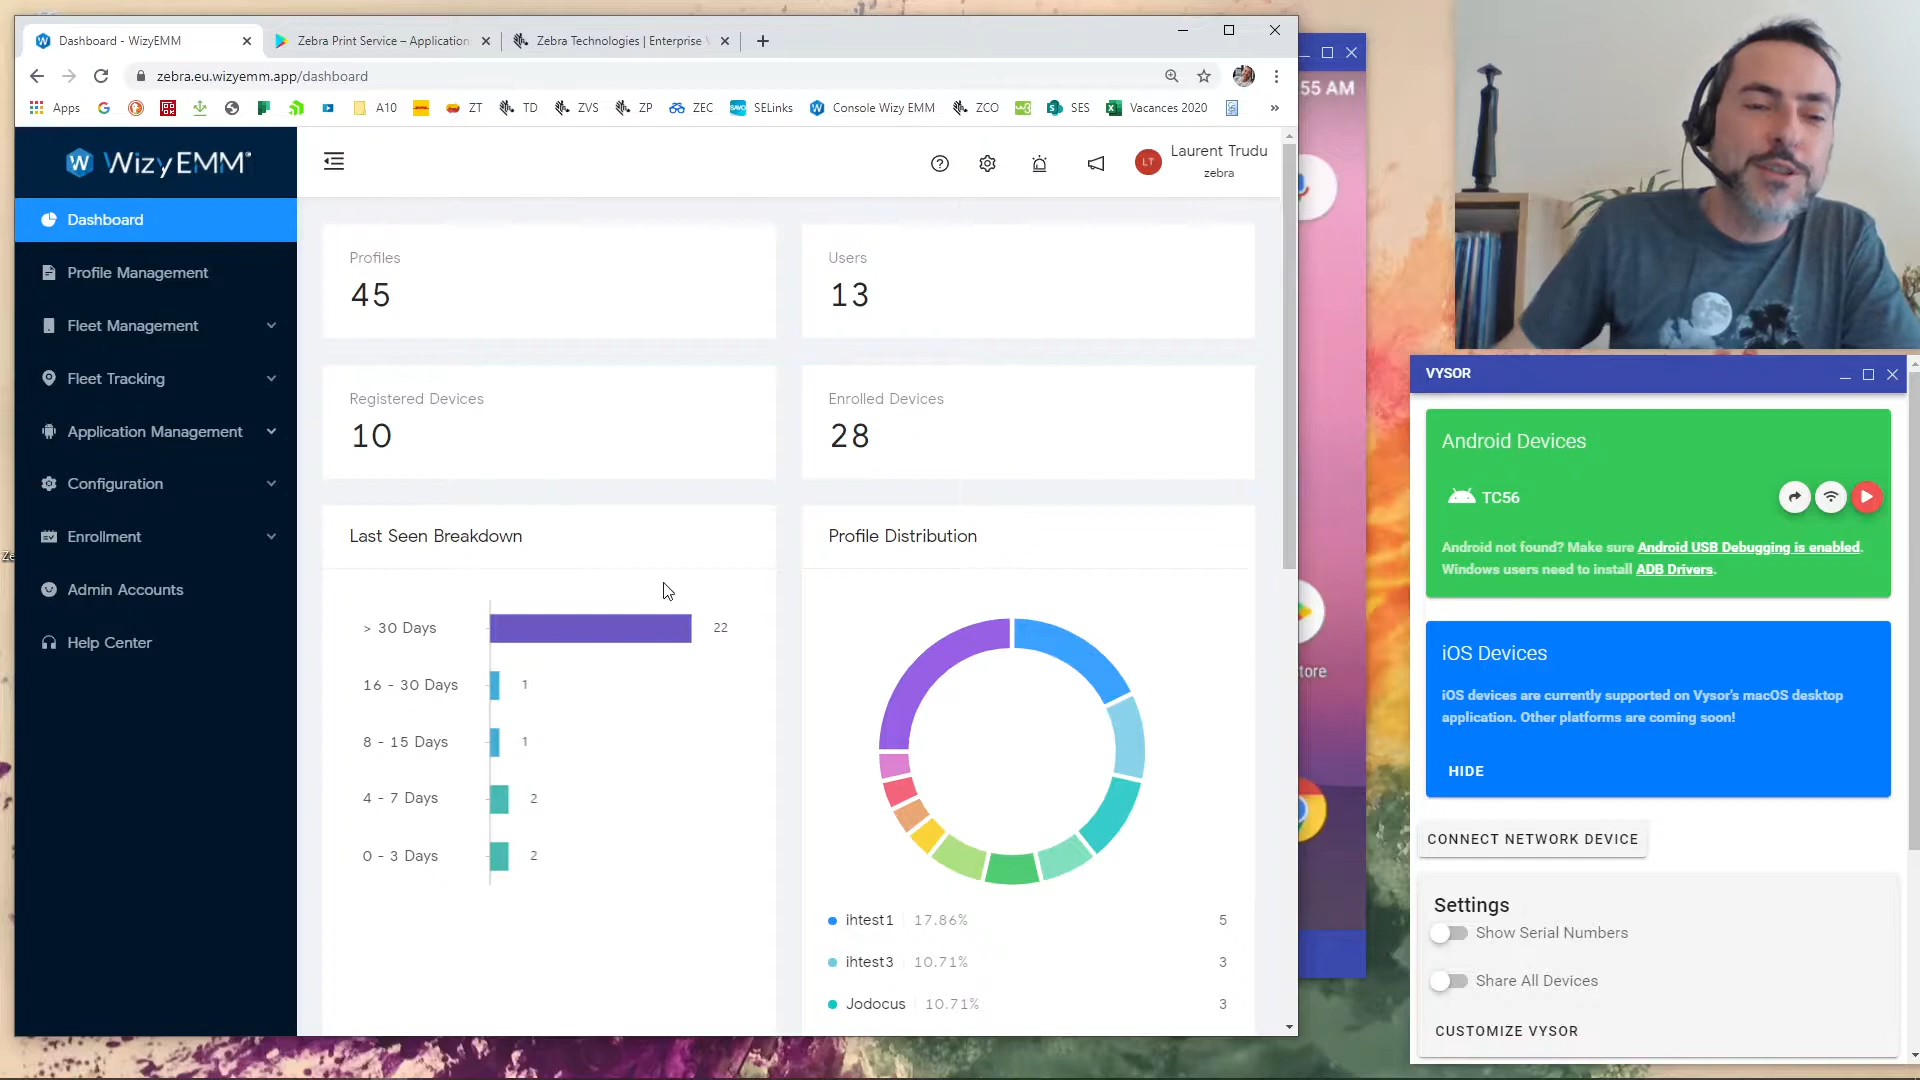 Dashboard - WizyEMM
Zebra Print Service – Application
Zebra Technologies | Enterprise
zebra.eu.wizyemm.app/dashboard
Apps
A10
ZT
TD
ZVS
ZP
ZEC
SELinks
Console Wizy EMM
ZCO
SES
Vacances 2020
»
55 AM
W WizyEMM
LT
Laurent Trudu
zebra
Dashboard
Profile Management
Fleet Management
Fleet Tracking
Application Management
Configuration
Enrollment
Admin Accounts
Help Center
Profiles
45
Users
13
Registered Devices
10
Enrolled Devices
28
Last Seen Breakdown
> 30 Days 22
16 - 30 Days 1
8 - 15 Days 1
4 - 7 Days 2
0 - 3 Days 2
Profile Distribution
ihtest1 17.86% 5
ihtest3 10.71% 3
Jodocus 10.71% 3
tore
VYSOR
Android Devices
TC56
Android not found? Make sure Android USB Debugging is enabled.
Windows users need to install ADB Drivers.
iOS Devices
iOS devices are currently supported on Vysor's macOS desktop
application. Other platforms are coming soon!
HIDE
CONNECT NETWORK DEVICE
Settings
Show Serial Numbers
Share All Devices
CUSTOMIZE VYSOR